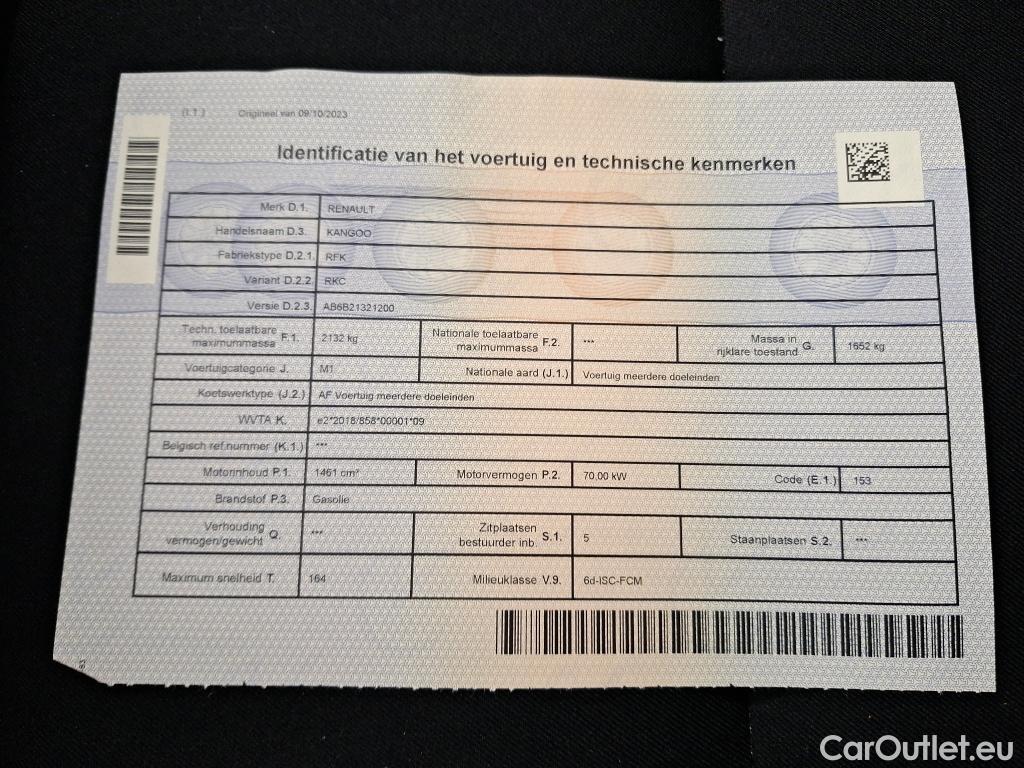 (I.T.) Origineel van 09/10/2023
Identificatie van het voertuig en technische kenmerken
Merk D.1. RENAULT
Handelsnaam D.3. KANGOO
Fabriekstype D.2.1. RFK
Variant D.2.2. RKC
Versie D.2.3. AB6B21321200
Techn. toelaatbare maximummassa F.1. 2132 kg Nationale toelaatbare maximummassa F.2. *** Massa in rijklare toestand G. 1652 kg
Voertuigcategorie J. M1 Nationale aard (J.1.) Voertuig meerdere doeleinden
Koetswerktype (J.2.) AF Voertuig meerdere doeleinden
WVTA K. e2*2018/858*00001*09
Belgisch ref.nummer (K.1.) ***
Motorinhoud P.1. 1461 cm³ Motorvermogen P.2. 70,00 kW Code (E.1.) 153
Brandstof P.3. Gasolie
Verhouding vermogen/gewicht Q. *** Zitplaatsen bestuurder inb. S.1. 5 Staanplaatsen S.2. ***
Maximum snelheid T. 164 Milieuklasse V.9. 6d-ISC-FCM
CarOutlet.eu